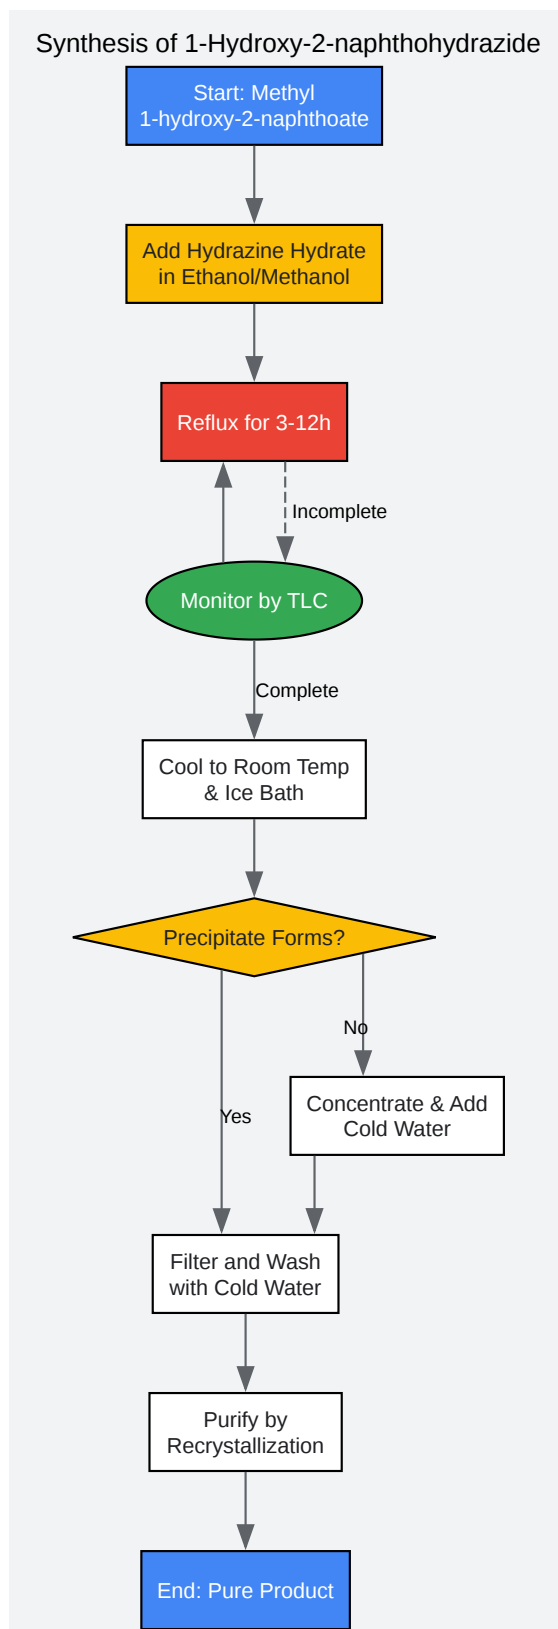 Synthesis of 1-Hydroxy-2-naphthohydrazide
Start: Methyl
1-hydroxy-2-naphthoate
Add Hydrazine Hydrate
in Ethanol/Methanol
Reflux for 3-12h
Incomplete
Monitor by TLC
Complete
Cool to Room Temp
& Ice Bath
Precipitate Forms?
No
Concentrate & Add
Cold Water
Yes
Filter and Wash
with Cold Water
Purify by
Recrystallization
End: Pure Product